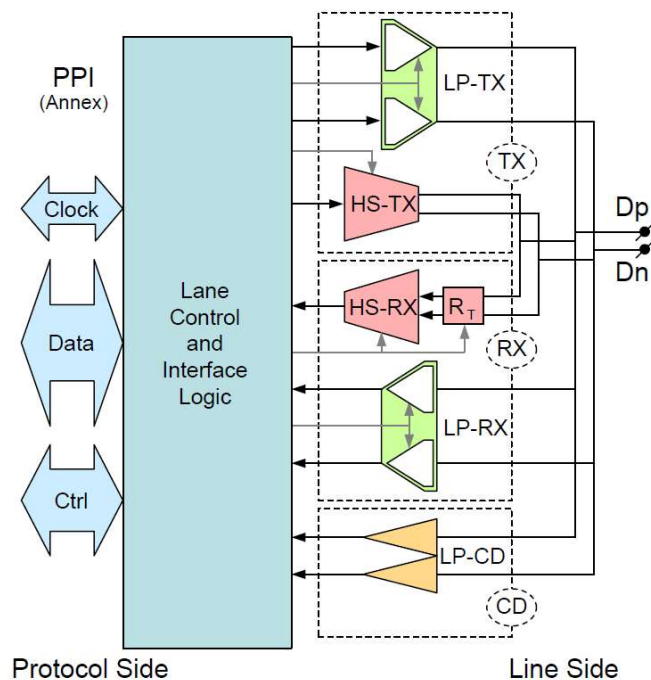 PPI
(Annex)
LP-TX
TX
Clock
HS-TX
Dp
Dn
Lane
Control
and
Interface
Logic
HS-RX
RT
RX
Data
LP-RX
Ctrl
LP-CD
CD
Protocol Side
Line Side